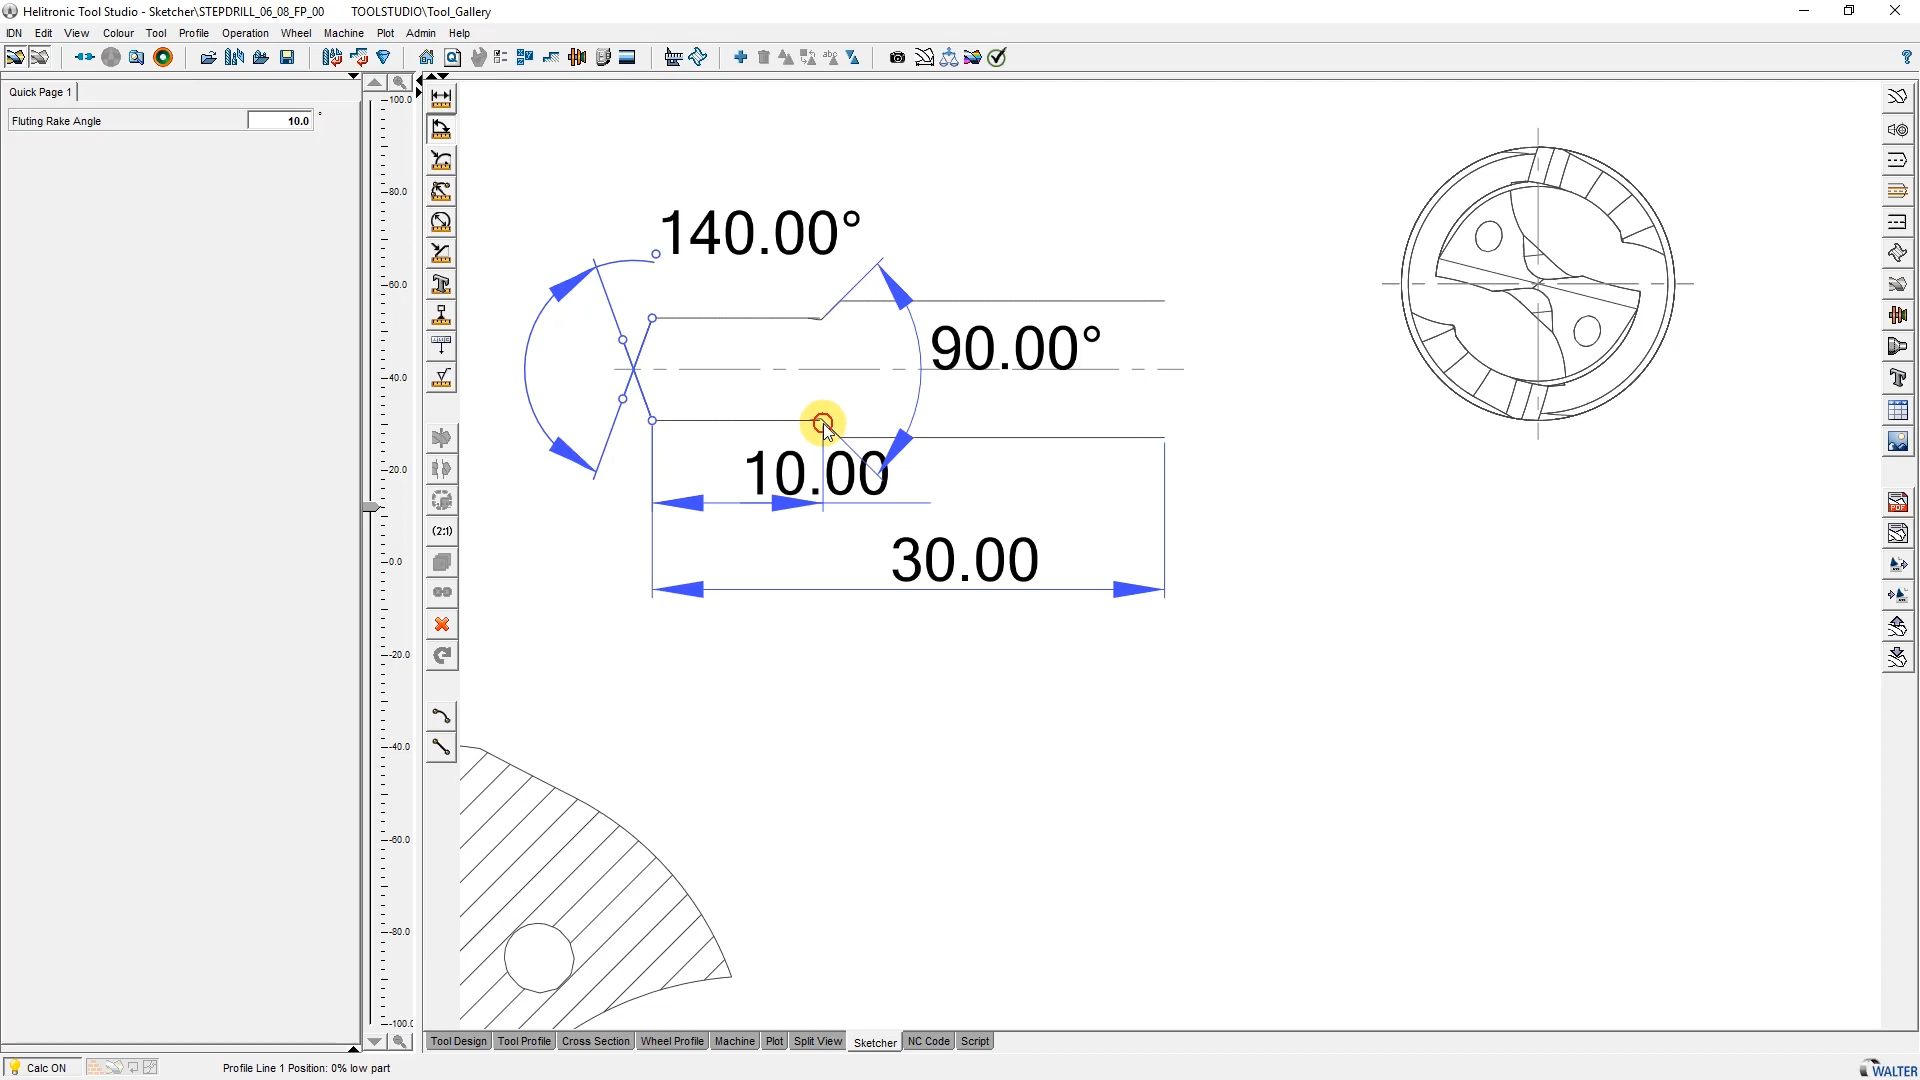 Helitronic Tool Studio - Sketcher\STEPDRILL_06_08_FP_00 TOOLSTUDIO\Tool_Gallery
IDN Edit View Colour Tool Profile Operation Wheel Machine Plot Admin Help
Quick Page 1
Fluting Rake Angle 10.0 °
100.0
80.0
60.0
40.0
20.0
0.0
-20.0
-40.0
-60.0
-80.0
-100.0
(2:1)
140.00°
90.00°
10.00
30.00
PDF
Tool Design Tool Profile Cross Section Wheel Profile Machine Plot Split View Sketcher NC Code Script
Calc ON Profile Line 1 Position: 0% low part
WALTER